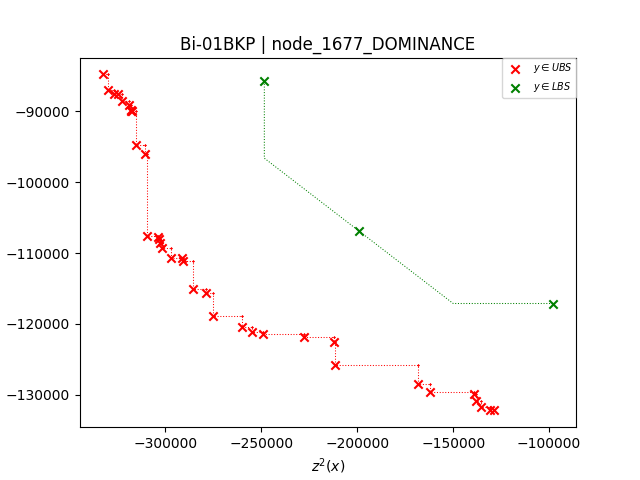 Bi-01BKP | node_1677_DOMINANCE
y ∈ UBS
y ∈ LBS
−90000
−100000
−110000
−120000
−130000
−300000 −250000 −200000 −150000 −100000
z²(x)